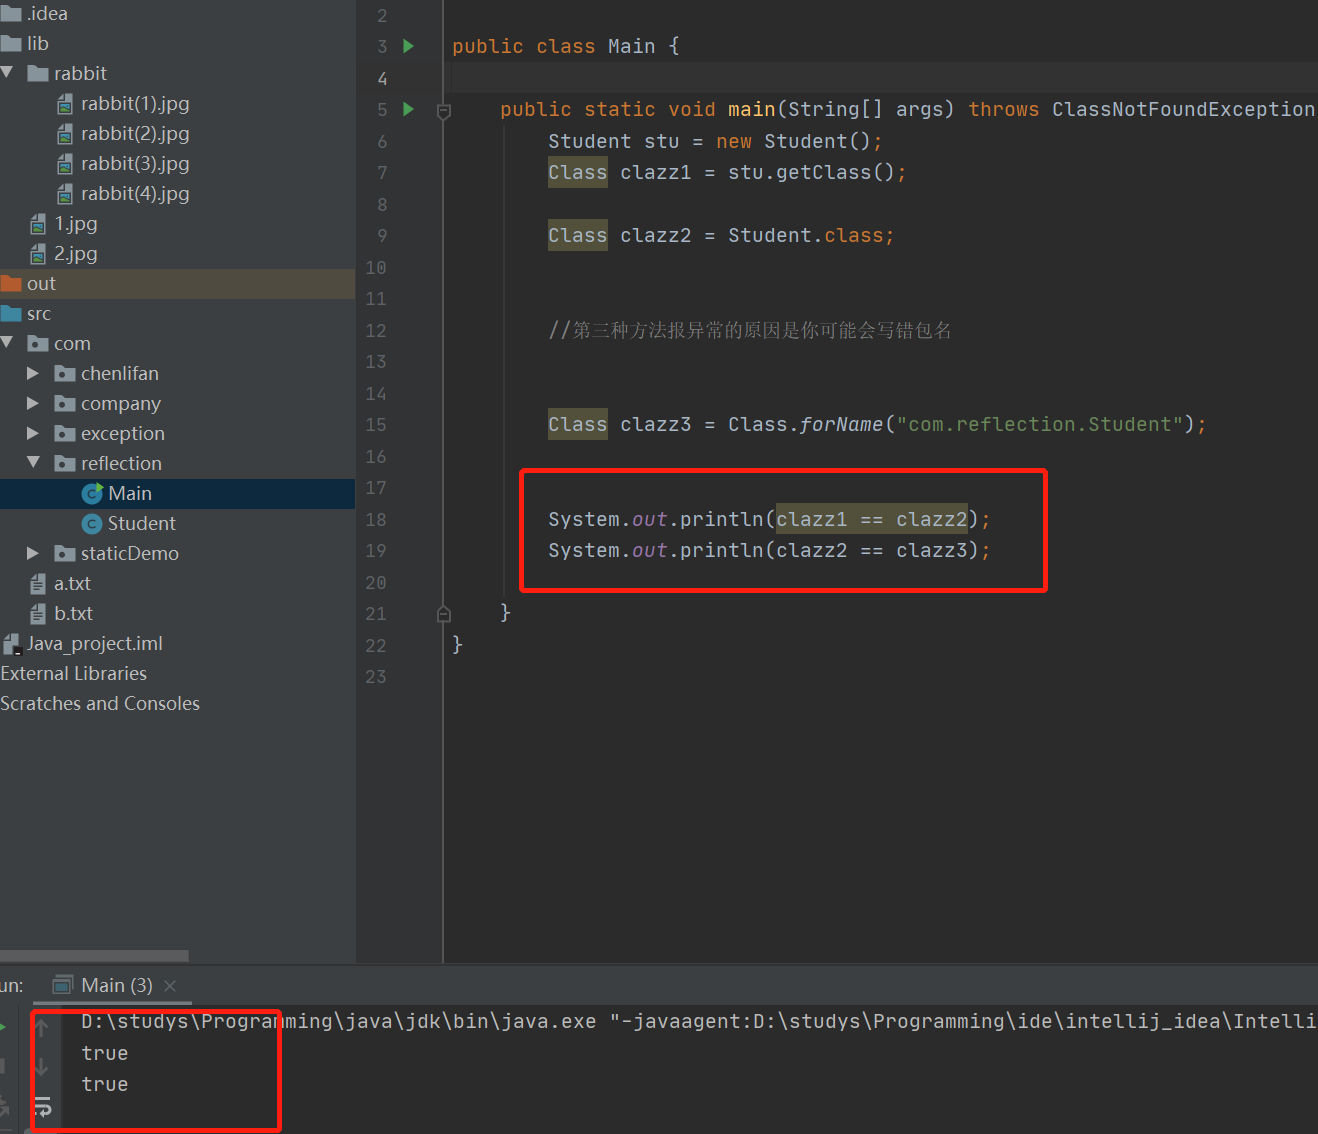 .idea
lib
rabbit
rabbit(1).jpg
rabbit(2).jpg
rabbit(3).jpg
rabbit(4).jpg
1.jpg
2.jpg
out
src
com
chenlifan
company
exception
reflection
Main
Student
staticDemo
a.txt
b.txt
Java_project.iml
External Libraries
Scratches and Consoles
2
3 public class Main {
4
5 public static void main(String[] args) throws ClassNotFoundException
6 Student stu = new Student();
7 Class clazz1 = stu.getClass();
8
9 Class clazz2 = Student.class;
10
11
12 //第三种方法报异常的原因是你可能会写错包名
13
14
15 Class clazz3 = Class.forName("com.reflection.Student");
16
17
18 System.out.println(clazz1 == clazz2);
19 System.out.println(clazz2 == clazz3);
20
21 }
22 }
23
un: Main (3)
D:\studys\Programming\java\jdk\bin\java.exe "-javaagent:D:\studys\Programming\ide\intellij_idea\Intelli
true
true